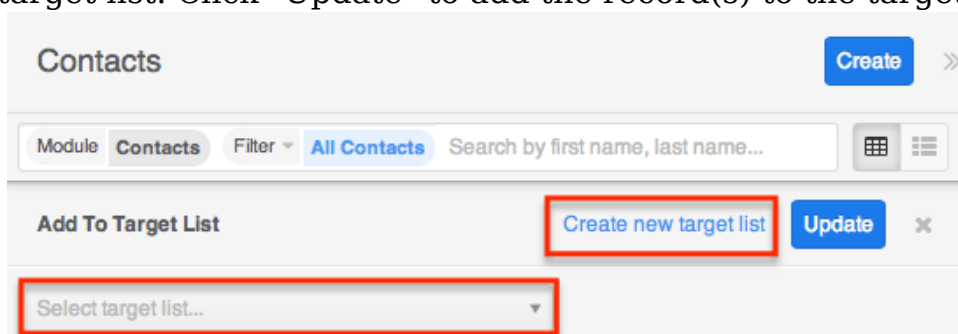 target list. Click "Update" to add the record(s) to the target
Contacts Create »
Module Contacts Filter All Contacts Search by first name, last name...
Add To Target List Create new target list Update ×
Select target list...